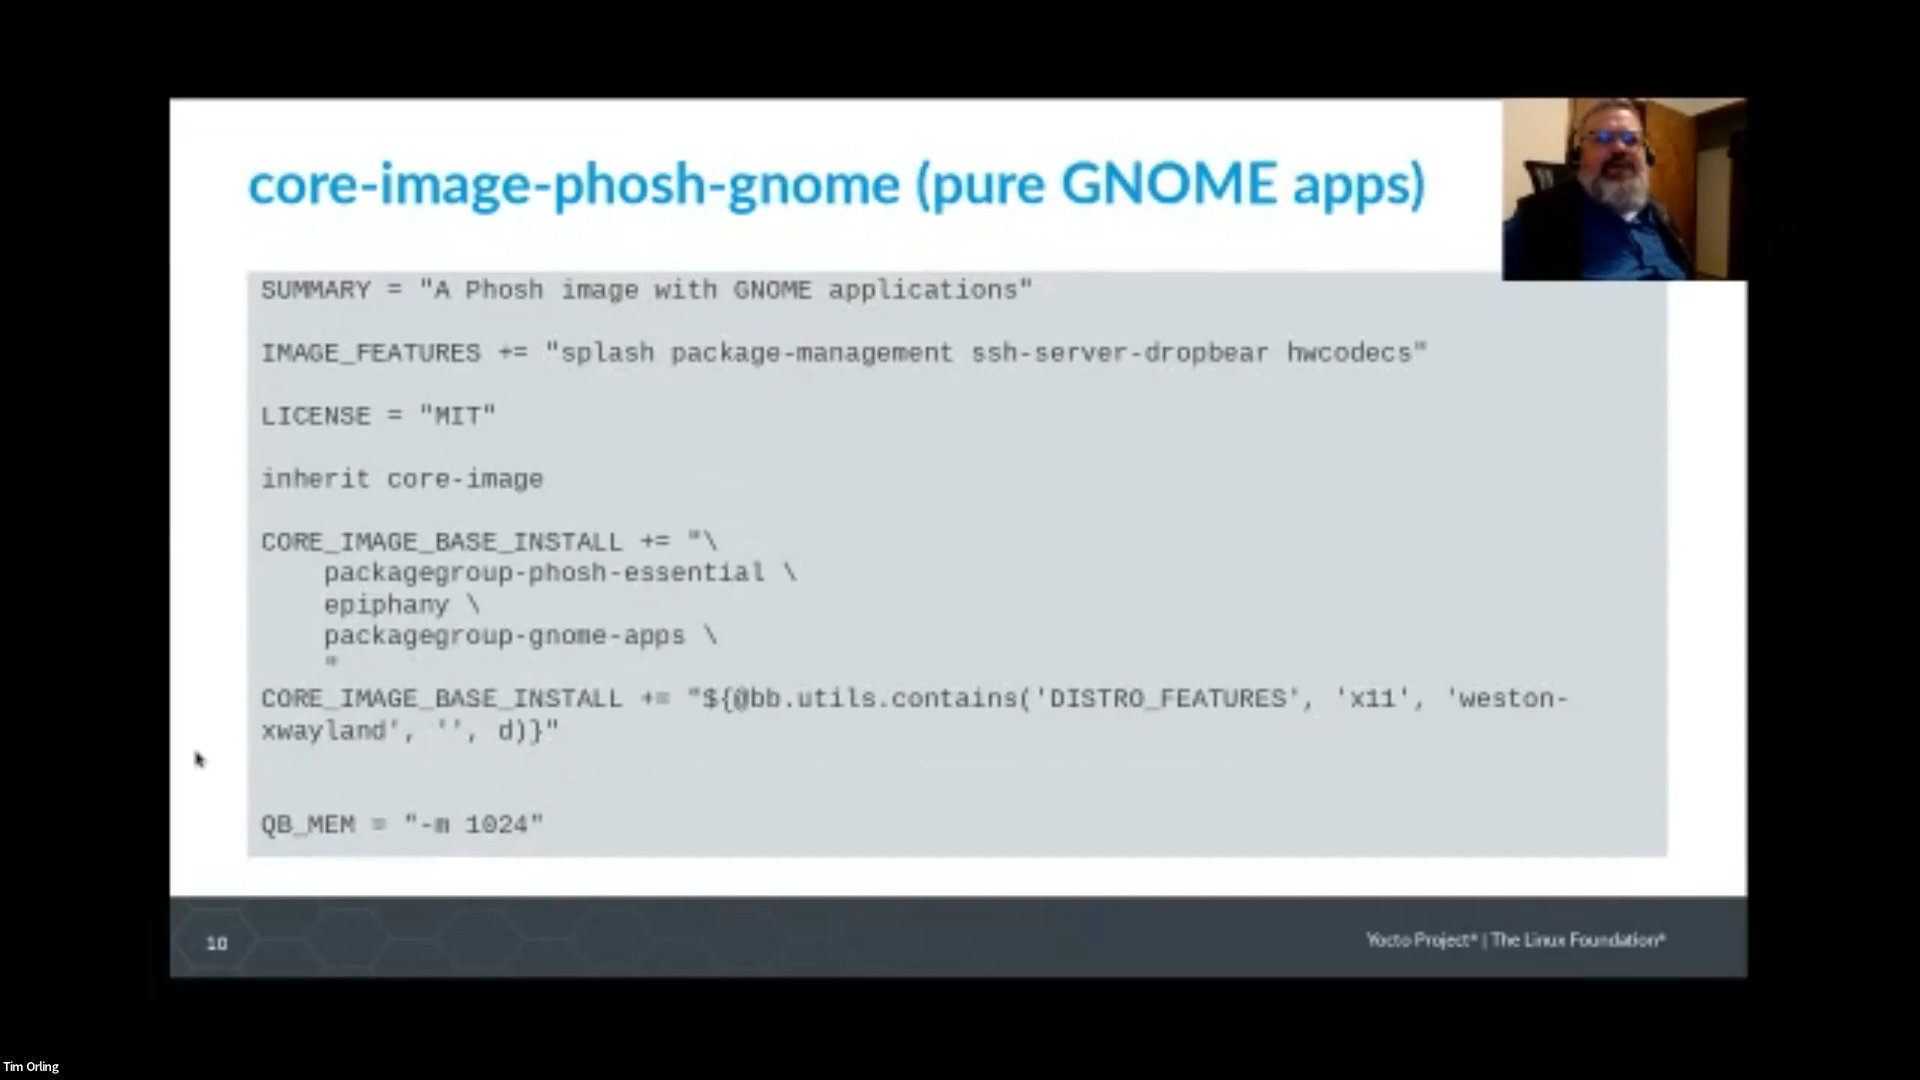 core-image-phosh-gnome (pure GNOME apps)
SUMMARY = "A Phosh image with GNOME applications"
IMAGE_FEATURES += "splash package-management ssh-server-dropbear hwcodecs"
LICENSE = "MIT"
inherit core-image
CORE_IMAGE_BASE_INSTALL += "\
    packagegroup-phosh-essential \
    epiphany \
    packagegroup-gnome-apps \
    "
CORE_IMAGE_BASE_INSTALL += "${@bb.utils.contains('DISTRO_FEATURES', 'x11', 'weston-
xwayland', '', d)}"
QB_MEM = "-m 1024"
10
Yocto Project® | The Linux Foundation®
Tim Orling